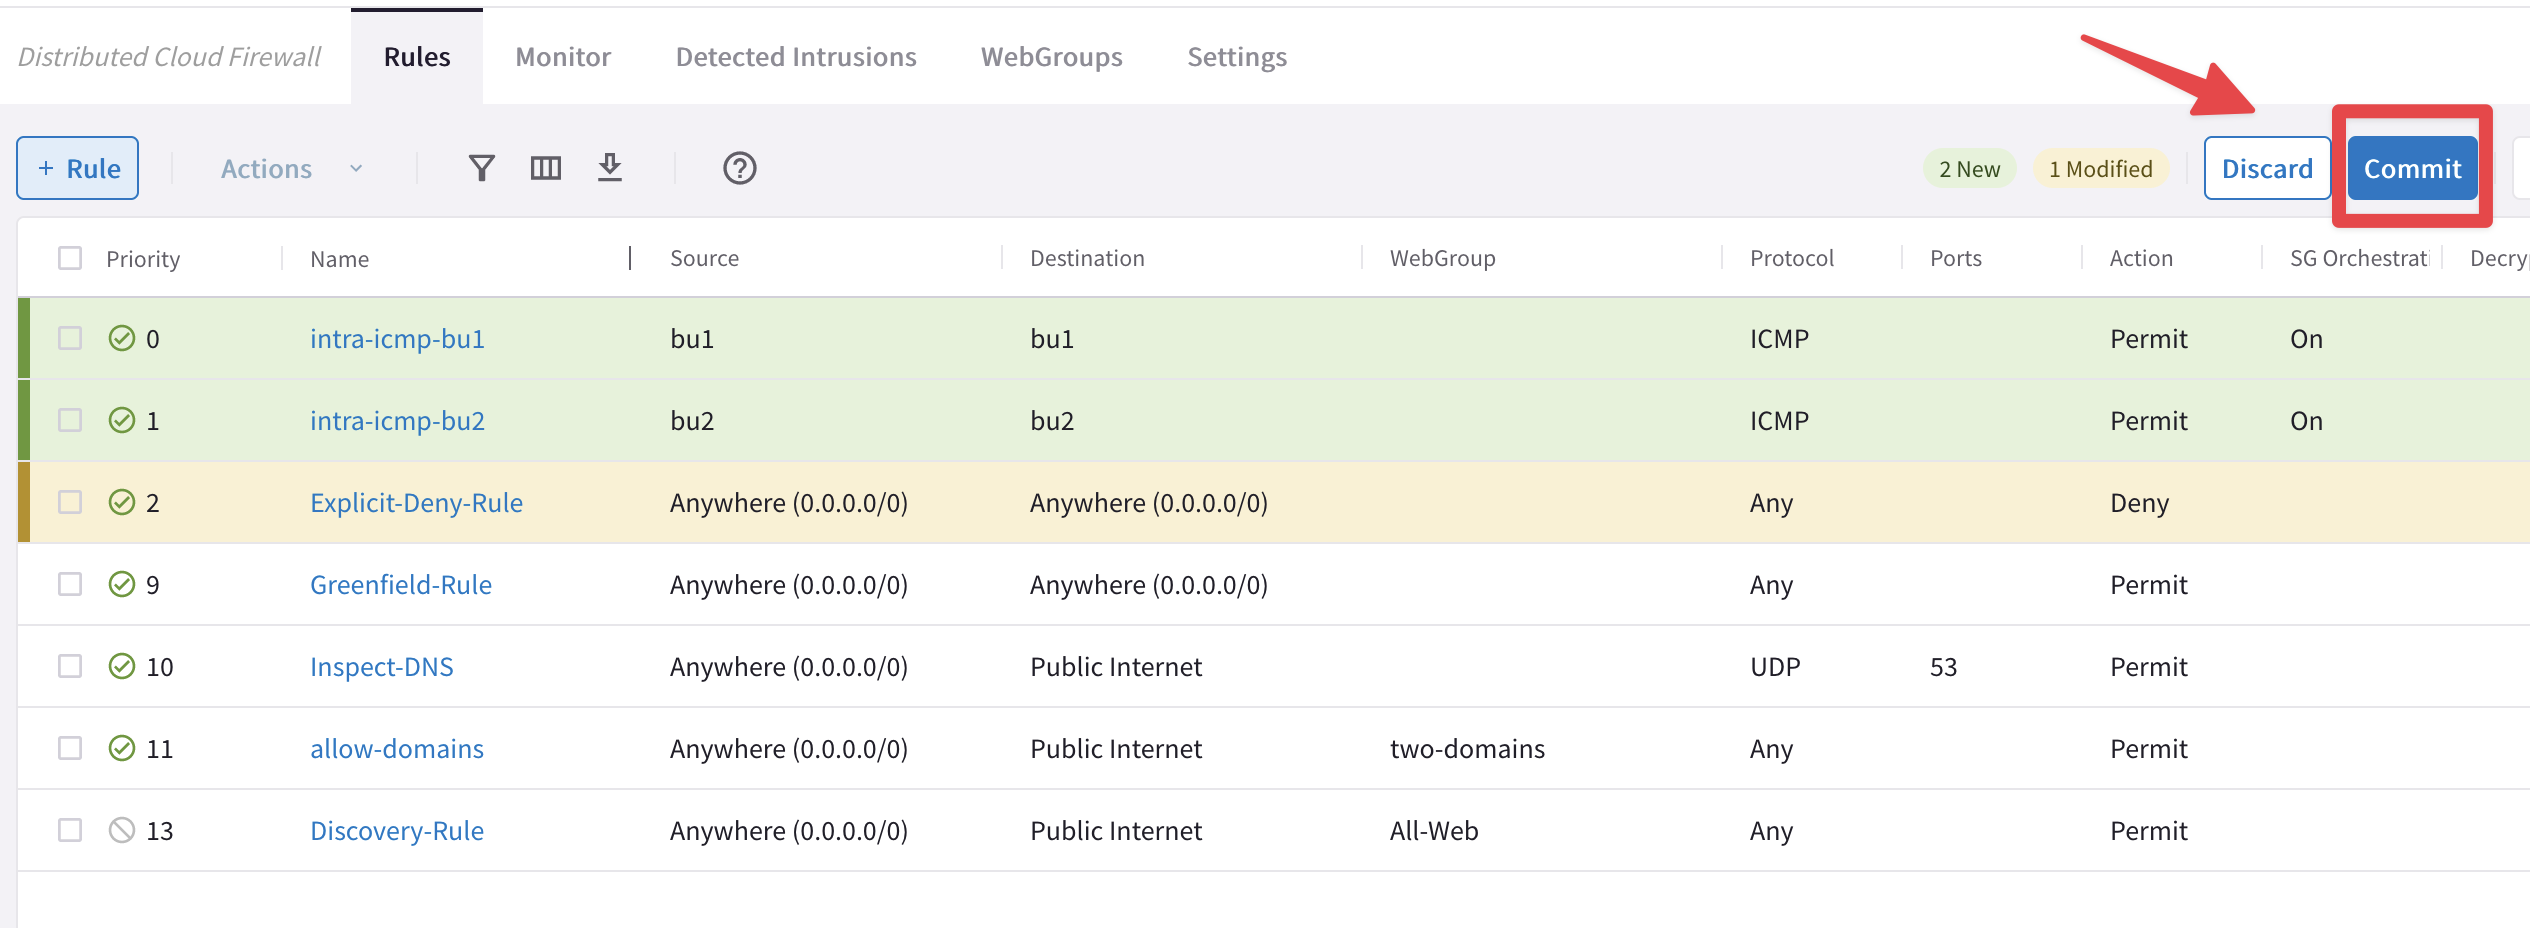 Distributed Cloud Firewall Rules Monitor Detected Intrusions WebGroups Settings
+ Rule Actions 2 New 1 Modified Discard Commit
Priority Name Source Destination WebGroup Protocol Ports Action SG Orchestrati Decryp
0 intra-icmp-bu1 bu1 bu1 ICMP Permit On
1 intra-icmp-bu2 bu2 bu2 ICMP Permit On
2 Explicit-Deny-Rule Anywhere (0.0.0.0/0) Anywhere (0.0.0.0/0) Any Deny
9 Greenfield-Rule Anywhere (0.0.0.0/0) Anywhere (0.0.0.0/0) Any Permit
10 Inspect-DNS Anywhere (0.0.0.0/0) Public Internet UDP 53 Permit
11 allow-domains Anywhere (0.0.0.0/0) Public Internet two-domains Any Permit
13 Discovery-Rule Anywhere (0.0.0.0/0) Public Internet All-Web Any Permit